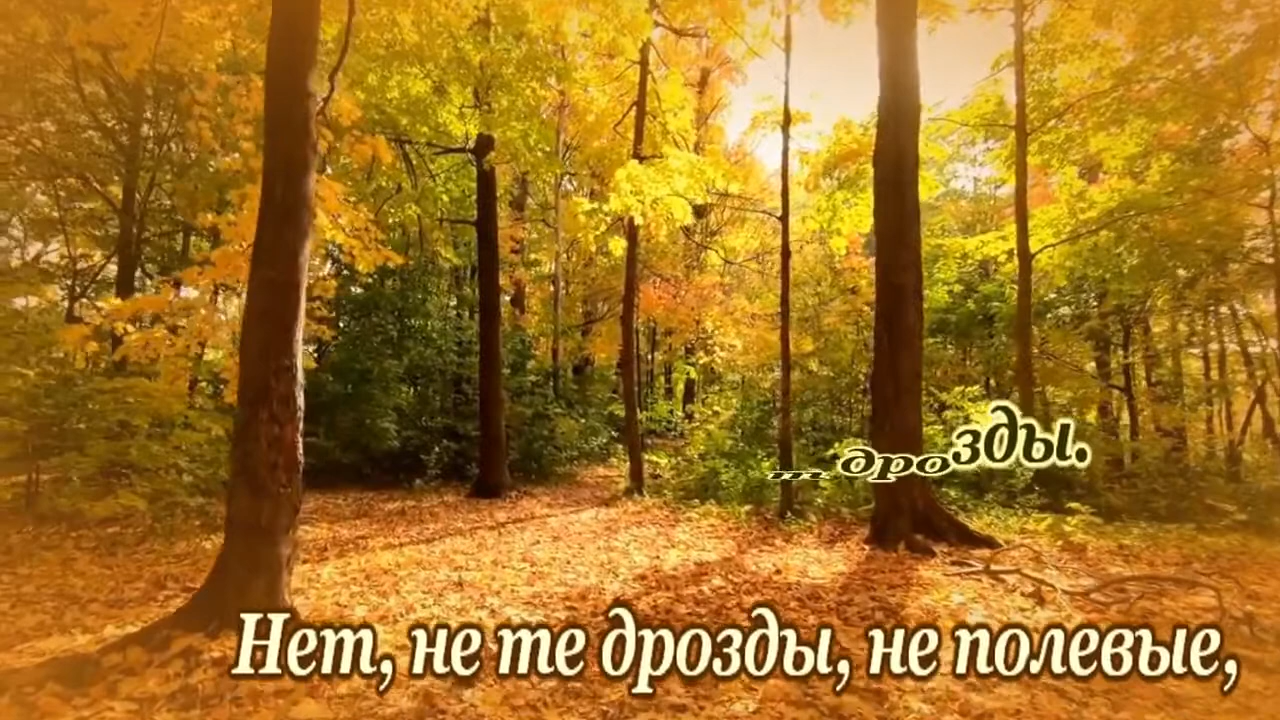 дрозды.
Нет, не те дрозды, не полевые,